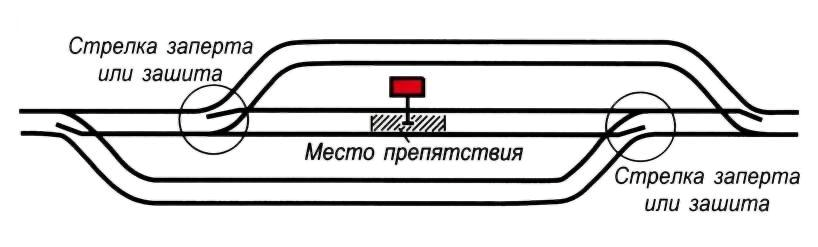 Стрелка заперта
или зашита
Место препятствия
Стрелка заперта
или зашита